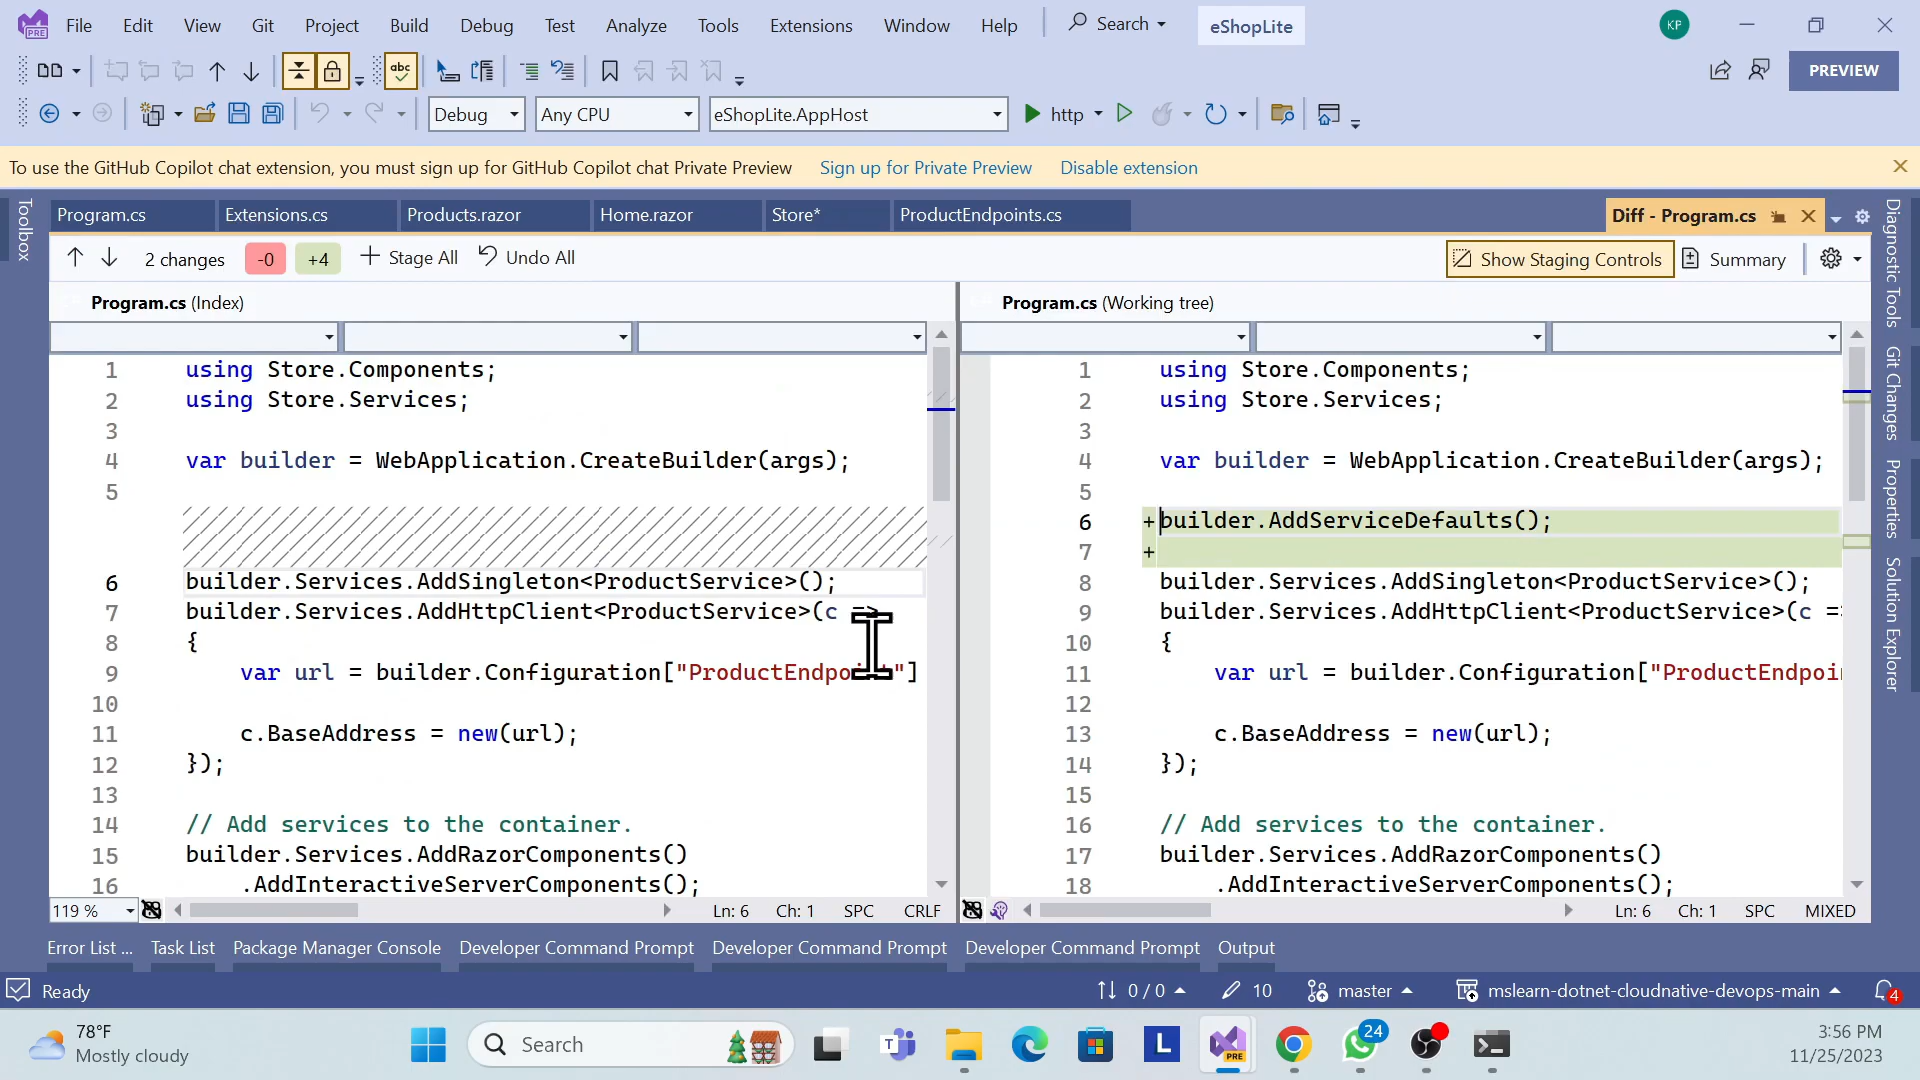 File Edit View Git Project Build Debug Test Analyze Tools Extensions Window Help Search eShopLite KP
PREVIEW
Debug Any CPU eShopLite.AppHost http
To use the GitHub Copilot chat extension, you must sign up for GitHub Copilot chat Private Preview Sign up for Private Preview Disable extension
Toolbox
Program.cs Extensions.cs Products.razor Home.razor Store* ProductEndpoints.cs Diff - Program.cs
2 changes -0 +4 Stage All Undo All Show Staging Controls Summary
Program.cs (Index)
1 using Store.Components;
2 using Store.Services;
3
4 var builder = WebApplication.CreateBuilder(args);
5
6 builder.Services.AddSingleton<ProductService>();
7 builder.Services.AddHttpClient<ProductService>(c =>
8 {
9 var url = builder.Configuration["ProductEndpoint"]
10
11 c.BaseAddress = new(url);
12 });
13
14 // Add services to the container.
15 builder.Services.AddRazorComponents()
16 .AddInteractiveServerComponents();
119 % Ln: 6 Ch: 1 SPC CRLF
Program.cs (Working tree)
1 using Store.Components;
2 using Store.Services;
3
4 var builder = WebApplication.CreateBuilder(args);
5
6 + builder.AddServiceDefaults();
7 +
8 builder.Services.AddSingleton<ProductService>();
9 builder.Services.AddHttpClient<ProductService>(c =
10 {
11 var url = builder.Configuration["ProductEndpoi
12
13 c.BaseAddress = new(url);
14 });
15
16 // Add services to the container.
17 builder.Services.AddRazorComponents()
18 .AddInteractiveServerComponents();
Ln: 6 Ch: 1 SPC MIXED
Diagnostic Tools
Git Changes
Properties
Solution Explorer
Error List ... Task List Package Manager Console Developer Command Prompt Developer Command Prompt Developer Command Prompt Output
Ready 0 / 0 10 master mslearn-dotnet-cloudnative-devops-main 4
78°F
Mostly cloudy
Search
24
3:56 PM
11/25/2023